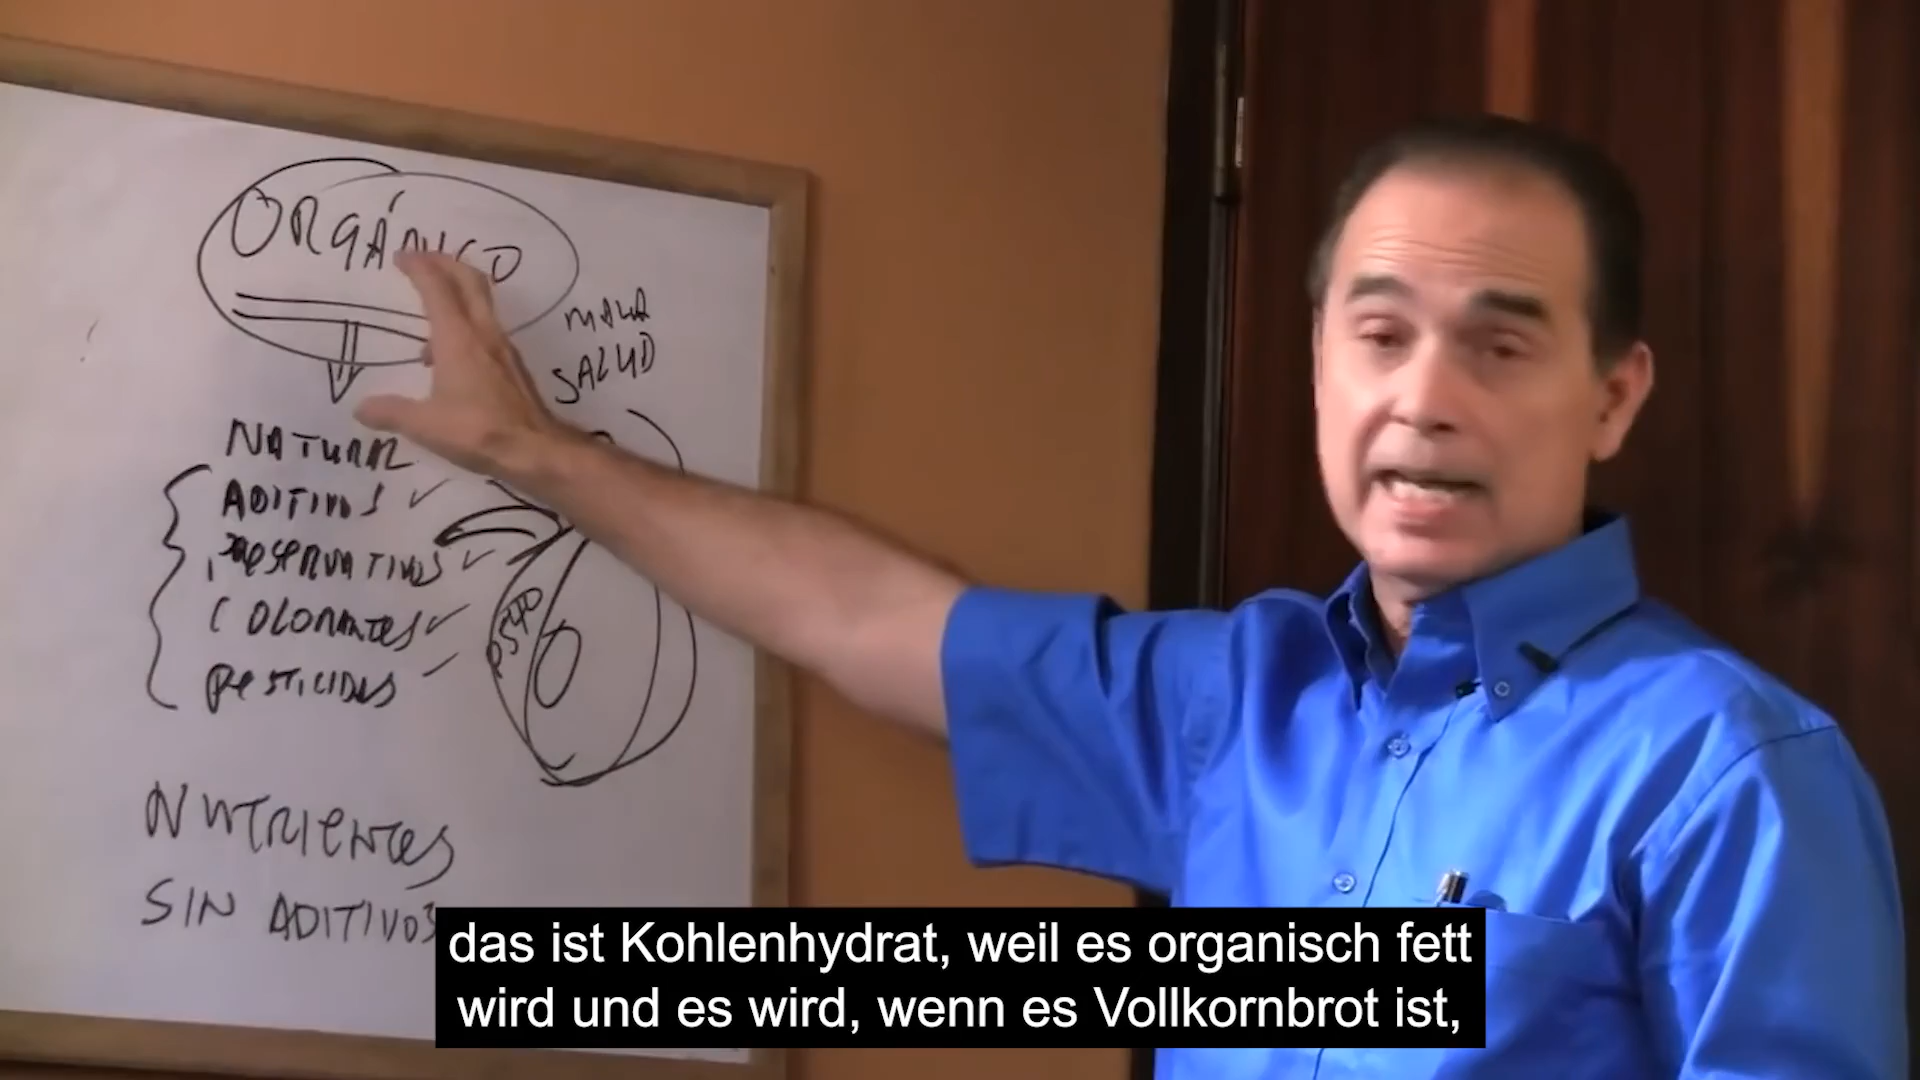 ORGÁNICO
MALA
SALUD
NATURAL
ADITIVOS
PRESERVATIVOS
COLORANTES
PESTICIDAS
NUTRIENTES
SIN ADITIVOS
das ist Kohlenhydrat, weil es organisch fett
wird und es wird, wenn es Vollkornbrot ist,